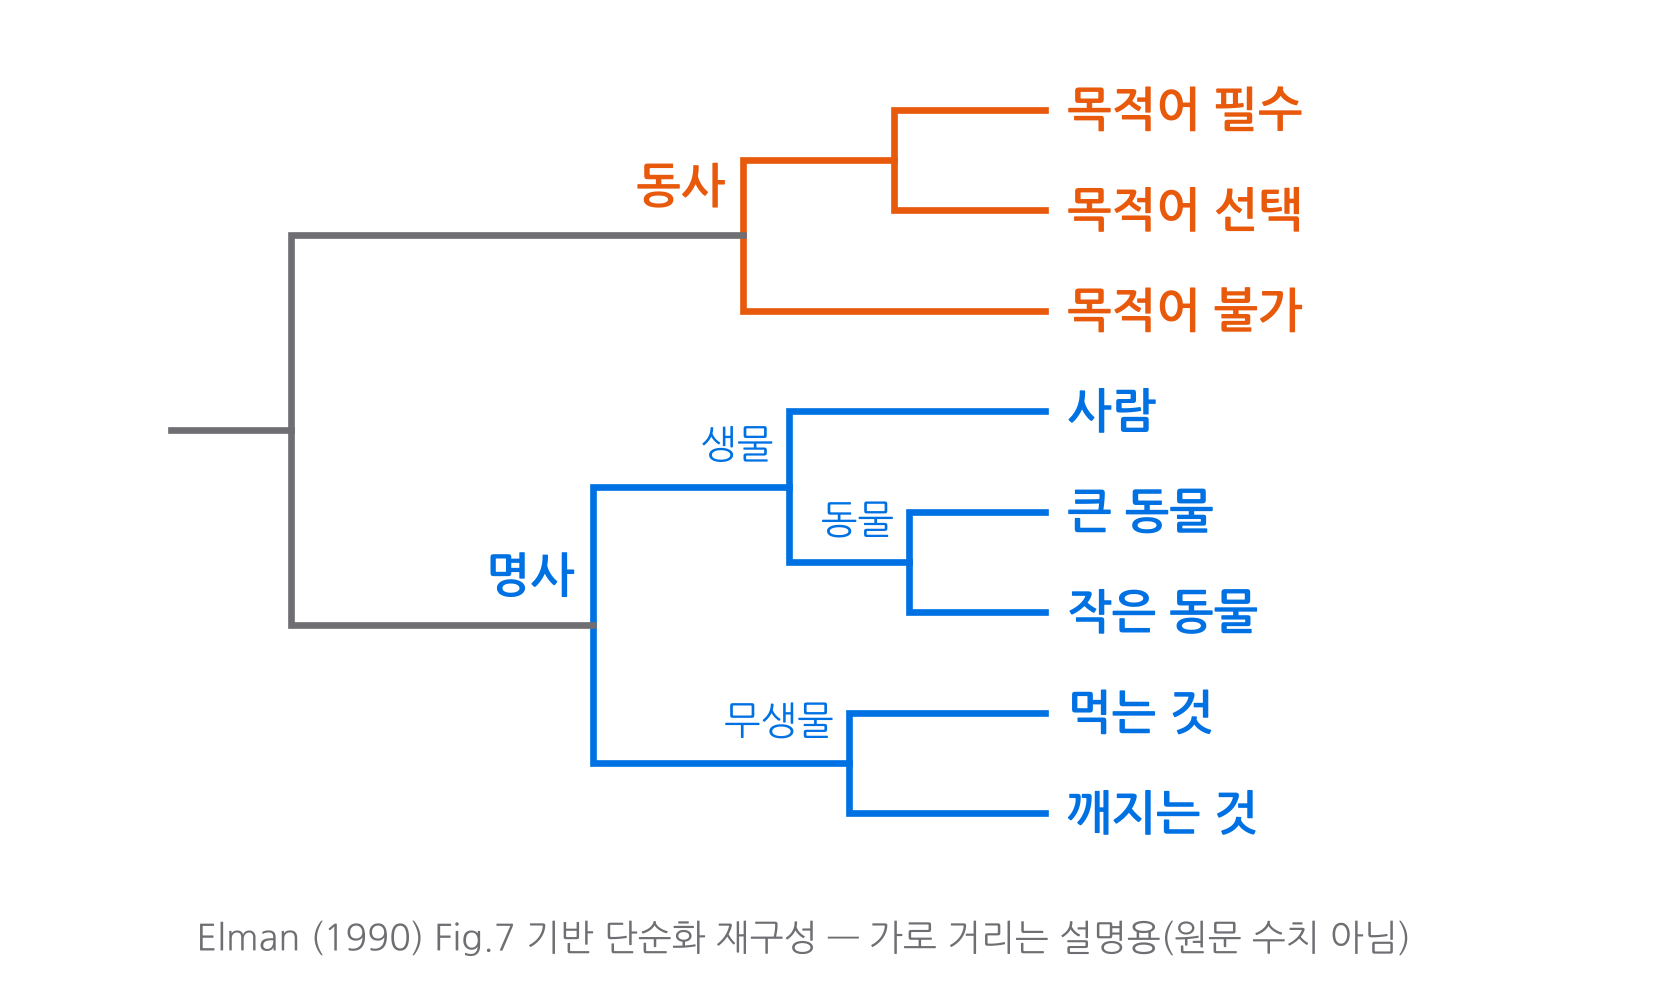 목적어 필수
동사
목적어 선택
목적어 불가
사람
생물
큰 동물
동물
명사
작은 동물
먹는 것
무생물
깨지는 것
Elman (1990) Fig.7 기반 단순화 재구성 — 가로 거리는 설명용(원문 수치 아님)